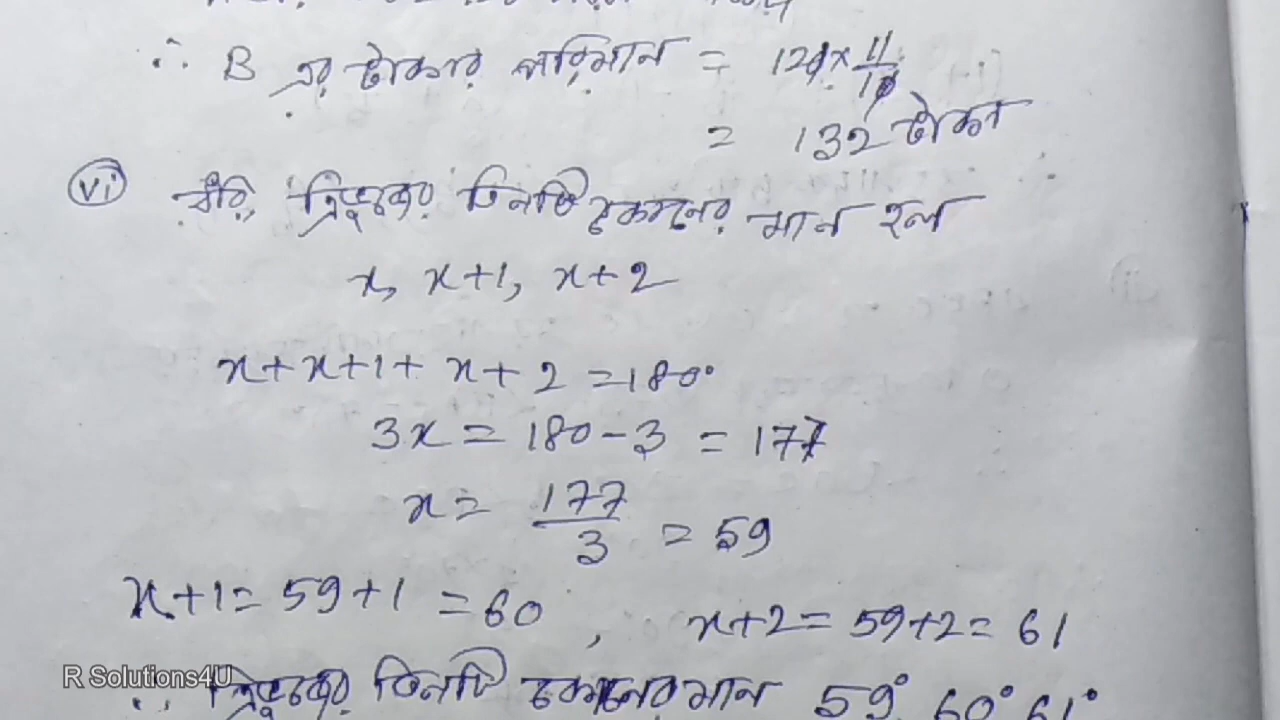 ∴ B এর টাকার পরিমান = 120 × 11/10
= 132 টাকা
(vi) ধরি, ত্রিভুজের তিনটি কোনের মান হল
x, x+1, x+2
x+x+1+ x+2 =180°
3x = 180-3 = 177
x= 177/3 = 59
x+1= 59+1 =60 , x+2= 59+2= 61
R Solutions4U
∴ ত্রিভুজের তিনটি কোনের মান 59° 60° 61°